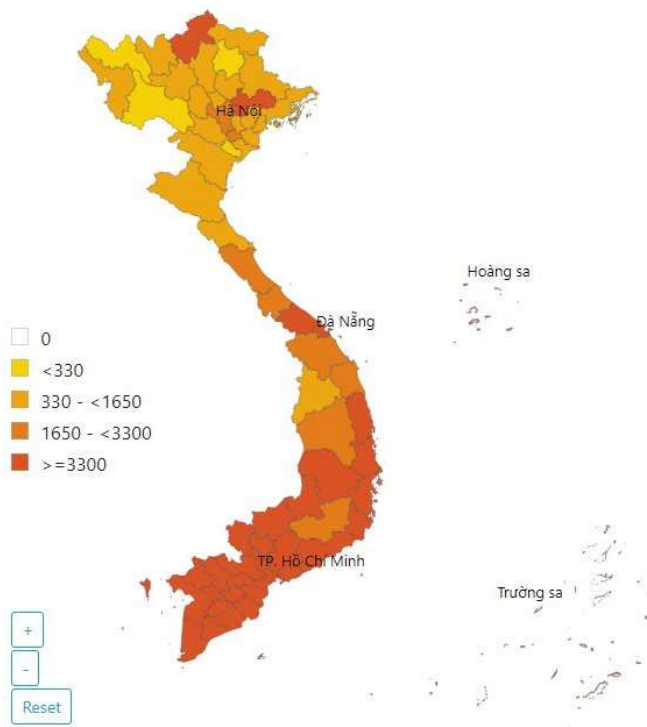 Hà Nội
Hoàng sa
Đà Nẵng
0
<330
330 - <1650
1650 - <3300
>=3300
TP. Hồ Chí Minh
Trường sa
+
-
Reset